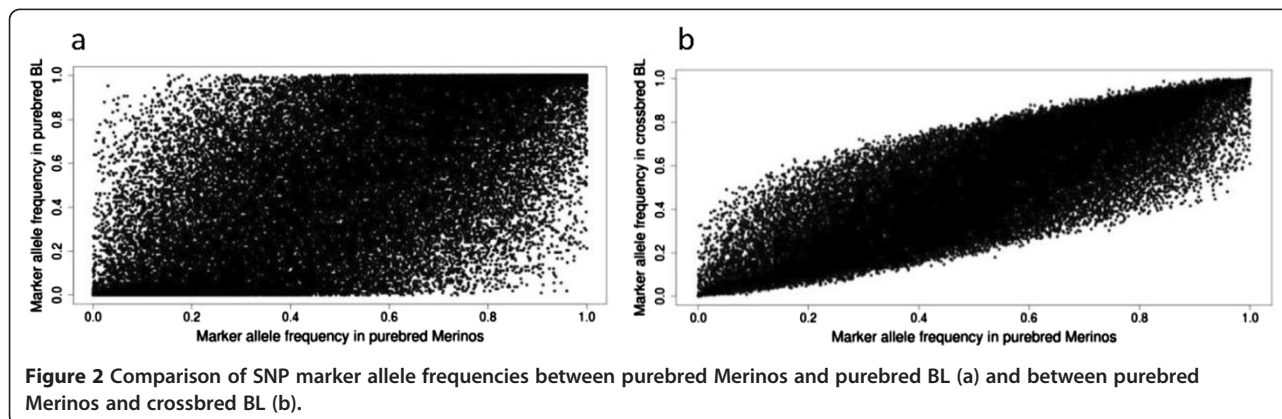 a
b
Marker allele frequency in purebred BL
1.0
0.8
0.6
0.4
0.2
0.0
0.0 0.2 0.4 0.6 0.8 1.0
Marker allele frequency in purebred Merinos
Marker allele frequency in crossbred BL
1.0
0.8
0.6
0.4
0.2
0.0
0.0 0.2 0.4 0.6 0.8 1.0
Marker allele frequency in purebred Merinos
Figure 2 Comparison of SNP marker allele frequencies between purebred Merinos and purebred BL (a) and between purebred
Merinos and crossbred BL (b).